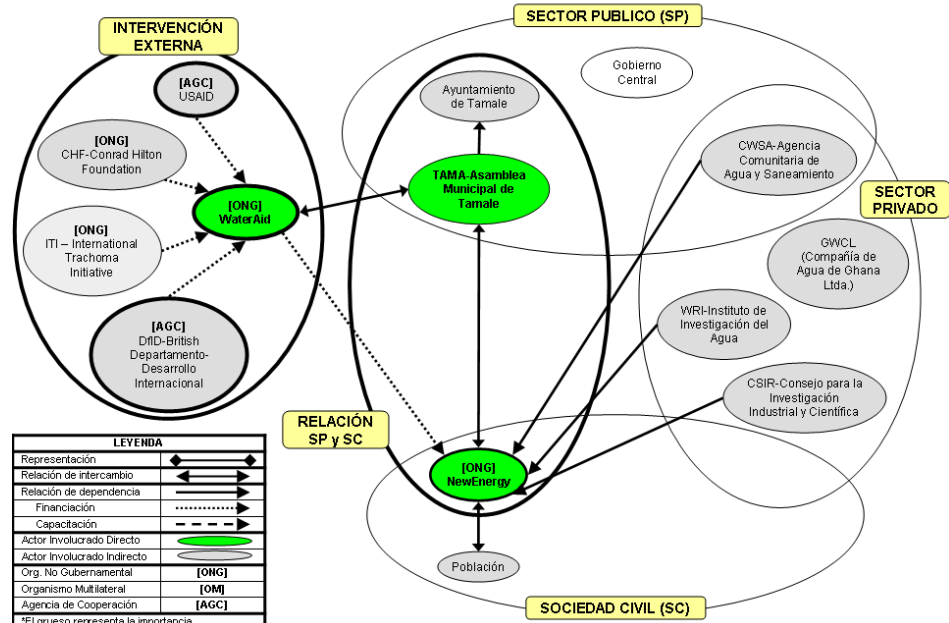 INTERVENCIÓN
EXTERNA
SECTOR PUBLICO (SP)
[AGC]
USAID
[ONG]
CHF-Conrad Hilton
Foundation
[ONG]
WaterAid
[ONG]
ITI – International
Trachoma
Initiative
[AGC]
DfID-British
Departamento-
Desarrollo
Internacional
Ayuntamiento
de Tamale
Gobierno
Central
TAMA-Asamblea
Municipal de
Tamale
CWSA-Agencia
Comunitaria de
Agua y Saneamiento
SECTOR
PRIVADO
GWCL
(Compañía de
Agua de Ghana
Ltda.)
WRI-Instituto de
Investigación del
Agua
CSIR-Consejo para la
Investigación
Industrial y Científica
RELACIÓN
SP y SC
[ONG]
NewEnergy
Población
SOCIEDAD CIVIL (SC)
LEYENDA
Representación
Relación de intercambio
Relación de dependencia
Financiación
Capacitación
Actor Involucrado Directo
Actor Involucrado Indirecto
Org. No Gubernamental [ONG]
Organismo Multilateral [OM]
Agencia de Cooperación [AGC]
*El grueso representa la importancia